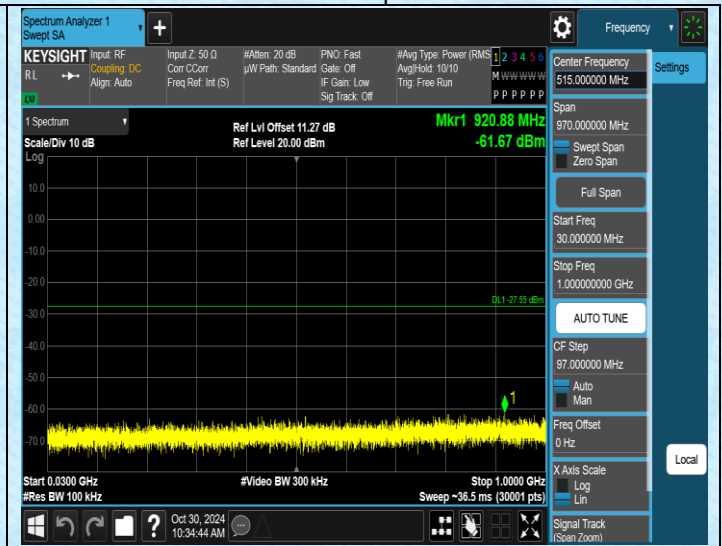 Spectrum Analyzer 1
Swept SA
+
Frequency
KEYSIGHT
RL
Input: RF
Coupling: DC
Align: Auto
Input Z: 50 Ω
Corr CCorr
Freq Ref: Int (S)
#Atten: 20 dB
µW Path: Standard
PNO: Fast
Gate: Off
IF Gain: Low
Sig Track: Off
#Avg Type: Power (RMS
Avg|Hold: 10/10
Trig: Free Run
1 2 3 4 5 6
M W W W W W
P P P P P P
1 Spectrum
Scale/Div 10 dB
Ref Lvl Offset 11.27 dB
Ref Level 20.00 dBm
Mkr1 920.88 MHz
-61.67 dBm
Log
10.0
0.00
-10.0
-20.0
-30.0
-40.0
-50.0
-60.0
-70.0
DL1 -27.55 dBm
1
Start 0.0300 GHz
#Res BW 100 kHz
#Video BW 300 kHz
Stop 1.0000 GHz
Sweep ~36.5 ms (30001 pts)
Center Frequency
515.000000 MHz
Span
970.000000 MHz
Swept Span
Zero Span
Full Span
Start Freq
30.000000 MHz
Stop Freq
1.000000000 GHz
AUTO TUNE
CF Step
97.000000 MHz
Auto
Man
Freq Offset
0 Hz
X Axis Scale
Log
Lin
Signal Track
(Span Zoom)
Settings
Local
?
Oct 30, 2024
10:34:44 AM